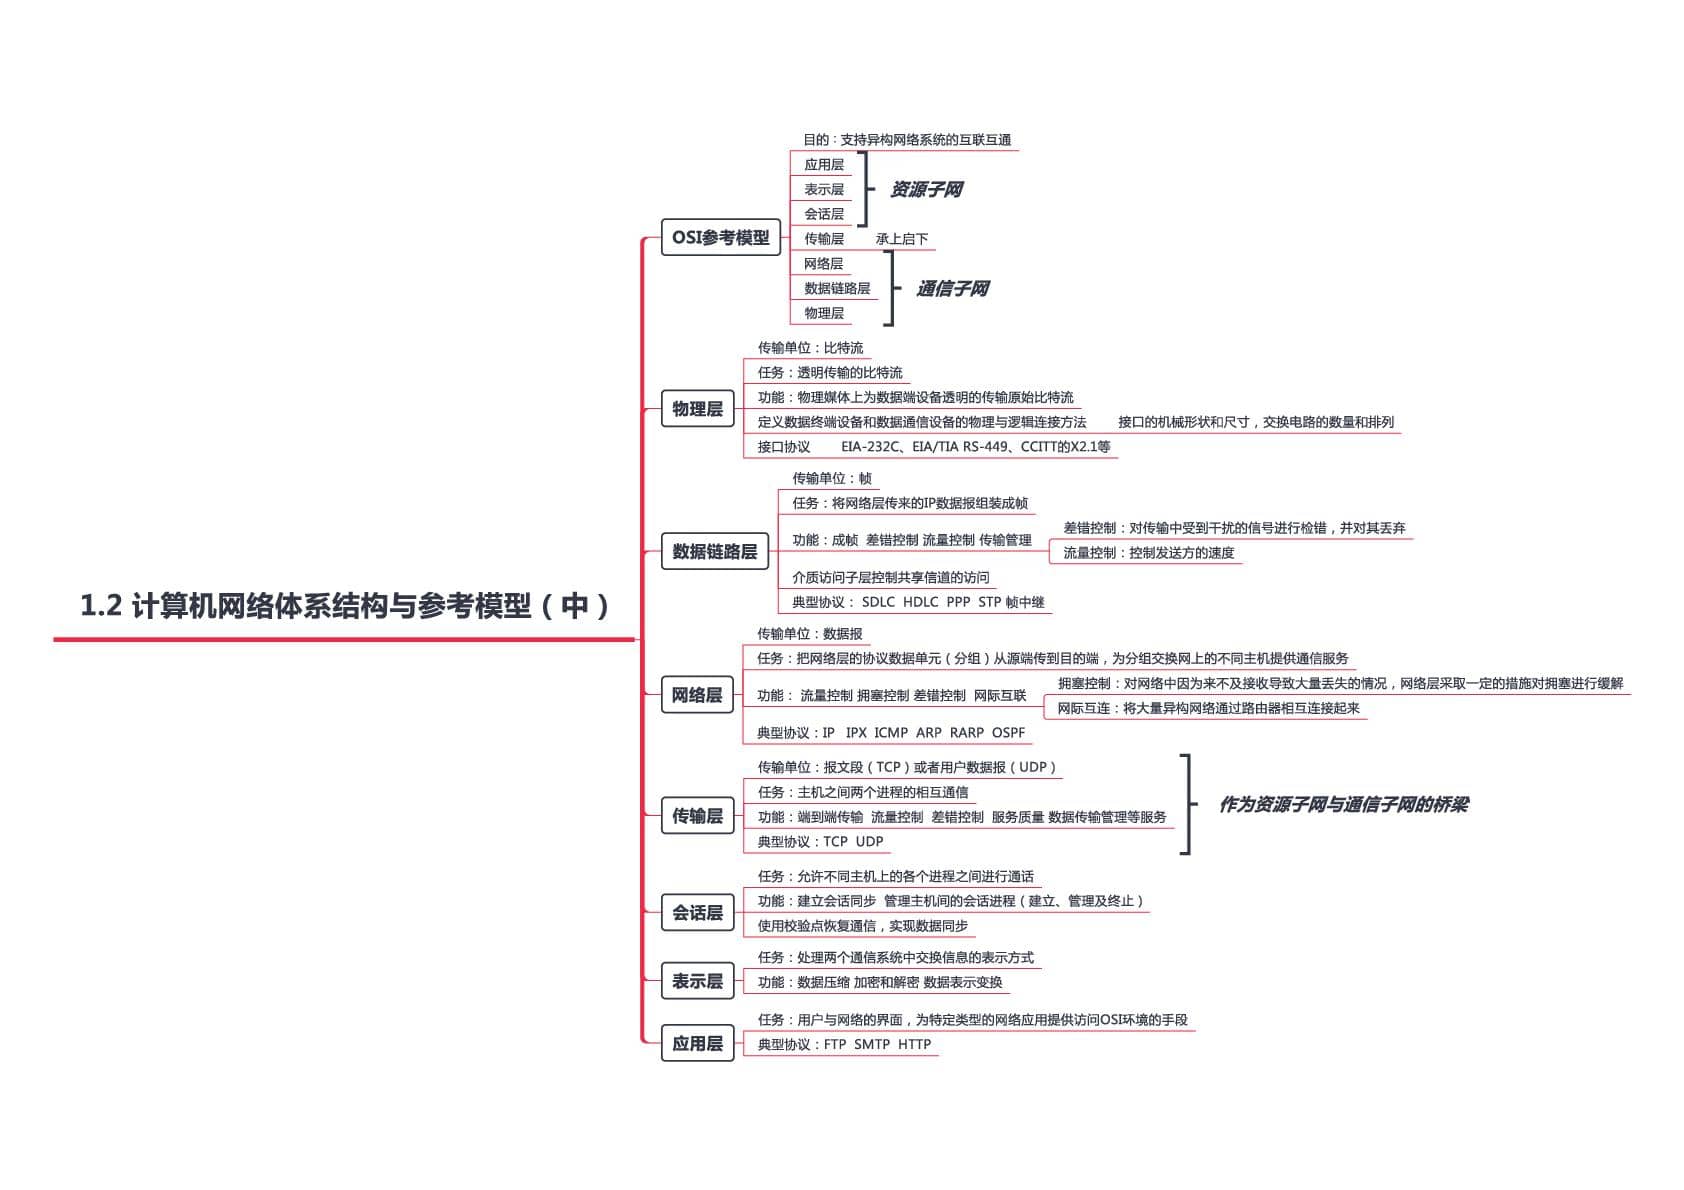 1.2 计算机网络体系结构与参考模型（中）
OSI参考模型
目的：支持异构网络系统的互联互通
应用层
表示层
会话层
资源子网
传输层 承上启下
网络层
数据链路层
物理层
通信子网
物理层
传输单位：比特流
任务：透明传输的比特流
功能：物理媒体上为数据端设备透明的传输原始比特流
定义数据终端设备和数据通信设备的物理与逻辑连接方法 接口的机械形状和尺寸，交换电路的数量和排列
接口协议 EIA-232C、EIA/TIA RS-449、CCITT的X2.1等
数据链路层
传输单位：帧
任务：将网络层传来的IP数据报组装成帧
功能：成帧 差错控制 流量控制 传输管理
差错控制：对传输中受到干扰的信号进行检错，并对其丢弃
流量控制：控制发送方的速度
介质访问子层控制共享信道的访问
典型协议： SDLC HDLC PPP STP 帧中继
网络层
传输单位：数据报
任务：把网络层的协议数据单元（分组）从源端传到目的端，为分组交换网上的不同主机提供通信服务
功能： 流量控制 拥塞控制 差错控制 网际互联
拥塞控制：对网络中因为来不及接收导致大量丢失的情况，网络层采取一定的措施对拥塞进行缓解
网际互连：将大量异构网络通过路由器相互连接起来
典型协议：IP IPX ICMP ARP RARP OSPF
传输层
传输单位：报文段（TCP）或者用户数据报（UDP）
任务：主机之间两个进程的相互通信
功能：端到端传输 流量控制 差错控制 服务质量 数据传输管理等服务
典型协议：TCP UDP
作为资源子网与通信子网的桥梁
会话层
任务：允许不同主机上的各个进程之间进行通话
功能：建立会话同步 管理主机间的会话进程（建立、管理及终止）
使用校验点恢复通信，实现数据同步
表示层
任务：处理两个通信系统中交换信息的表示方式
功能：数据压缩 加密和解密 数据表示变换
应用层
任务：用户与网络的界面，为特定类型的网络应用提供访问OSI环境的手段
典型协议：FTP SMTP HTTP